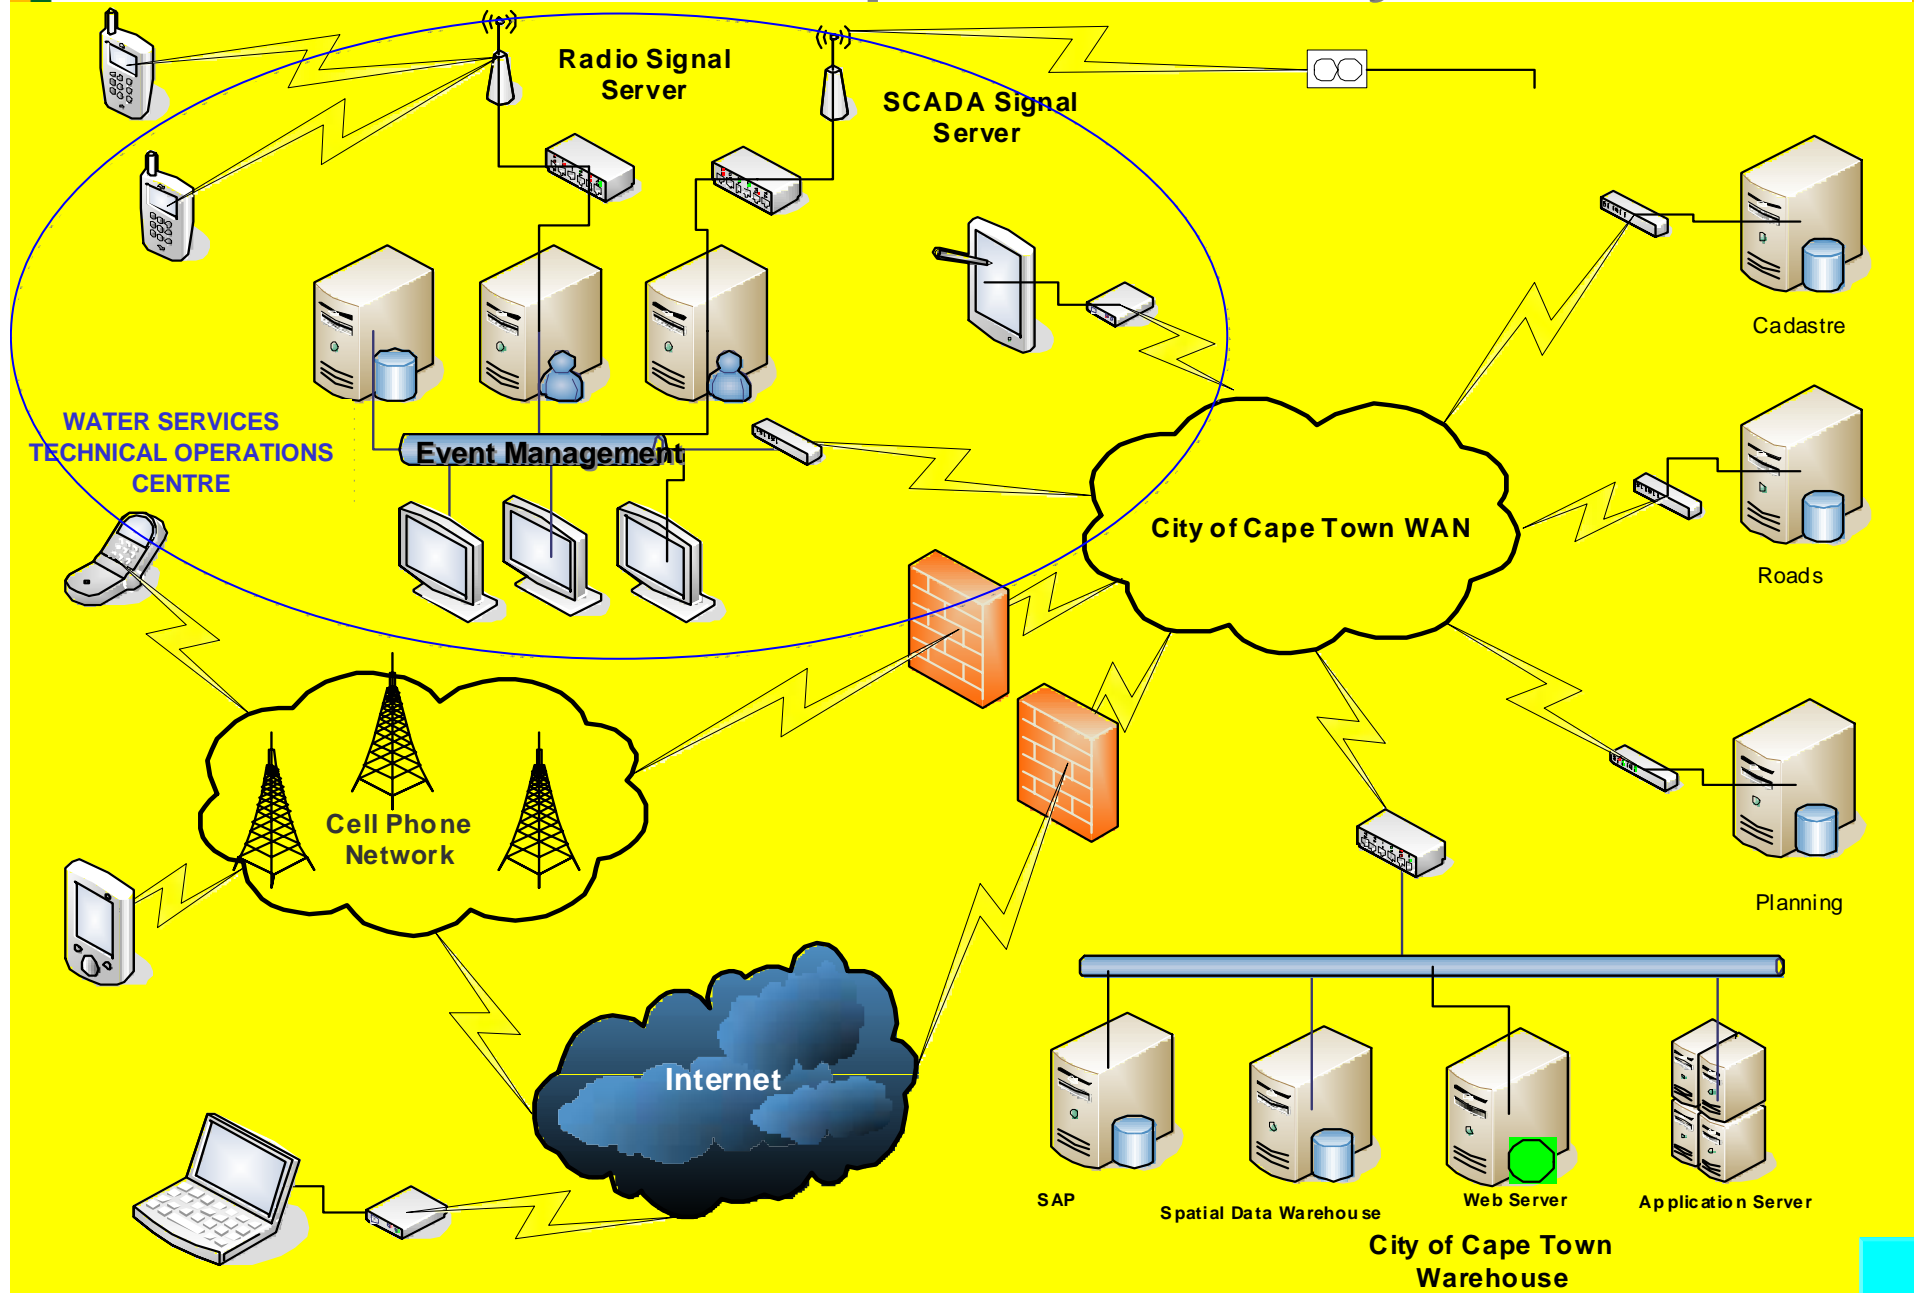 Radio Signal
Server
SCADA Signal
Server
Cadastre
WATER SERVICES
TECHNICAL OPERATIONS
CENTRE
Event Management
City of Cape Town WAN
Roads
Cell Phone
Network
Planning
Internet
SAP
Spatial Data Warehouse
Web Server
Application Server
City of Cape Town
Warehouse